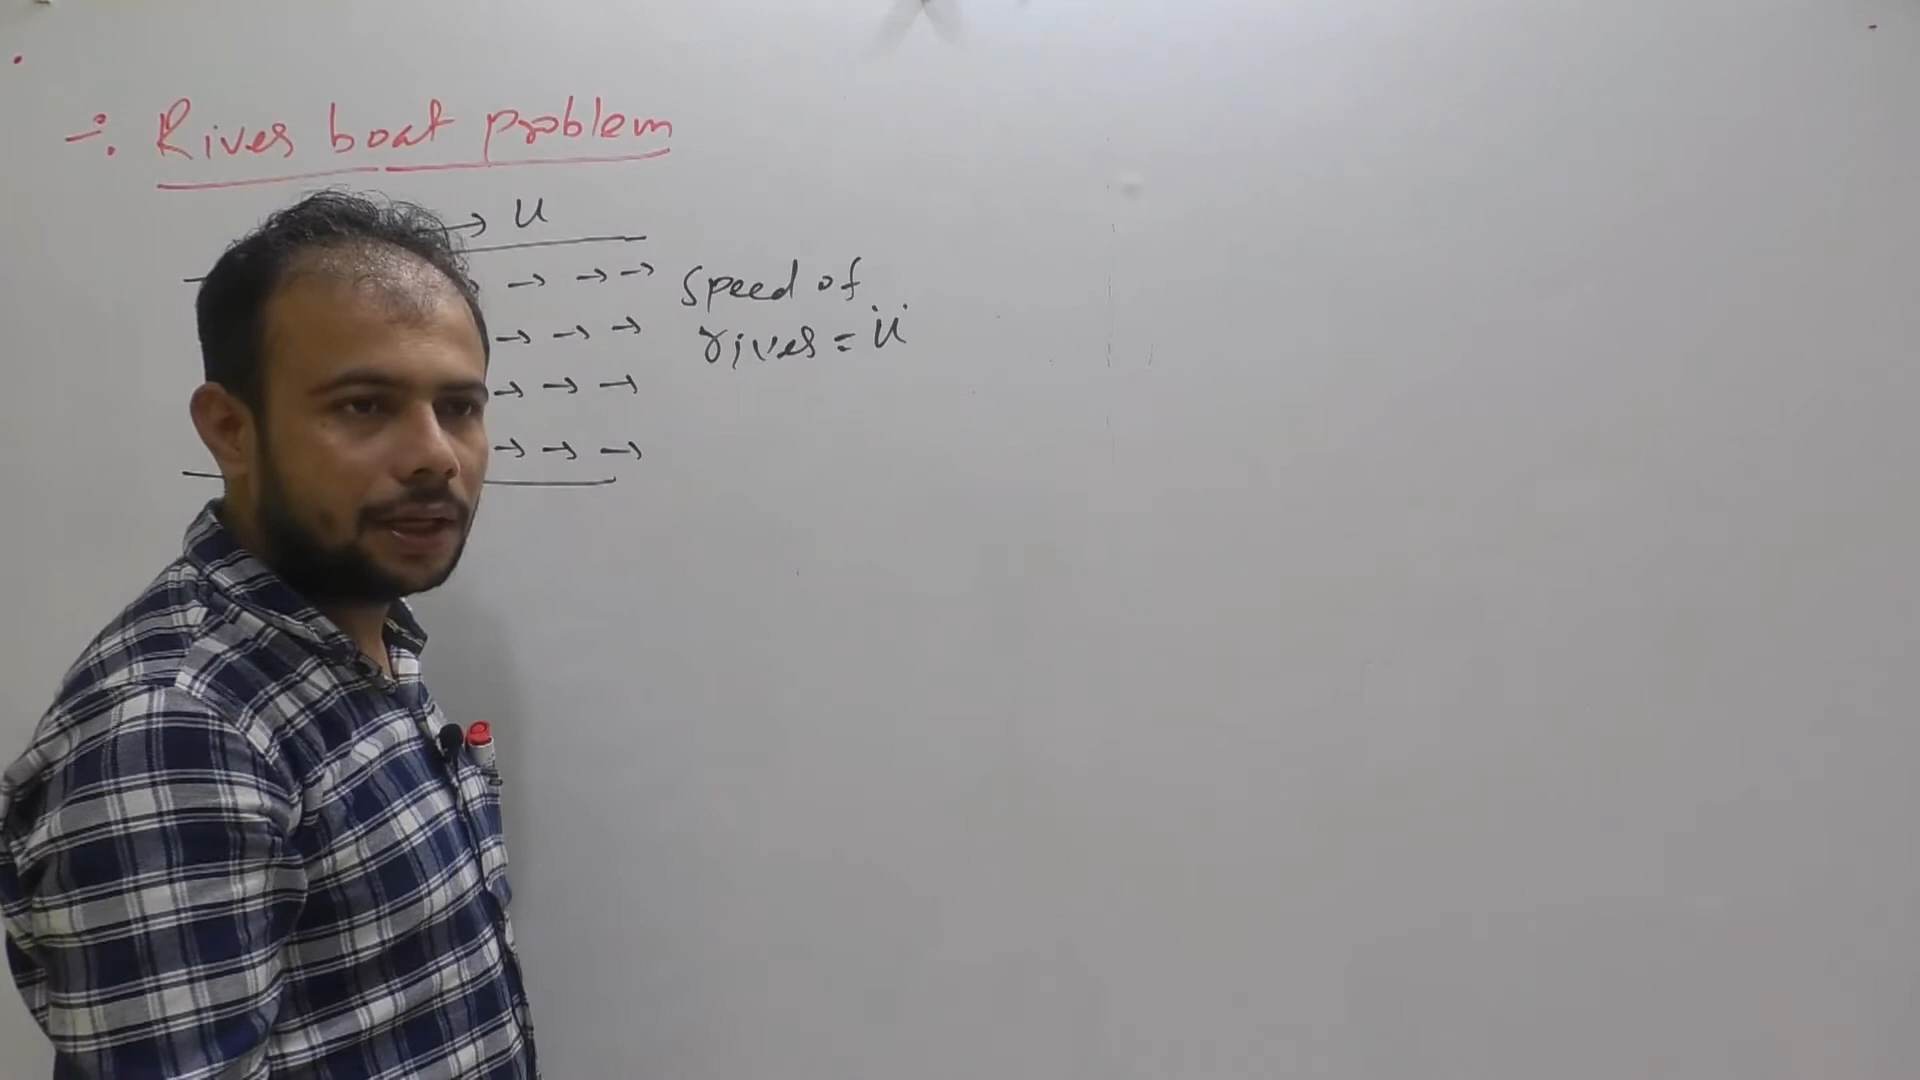 River boat problem
→ u
speed of
river = u